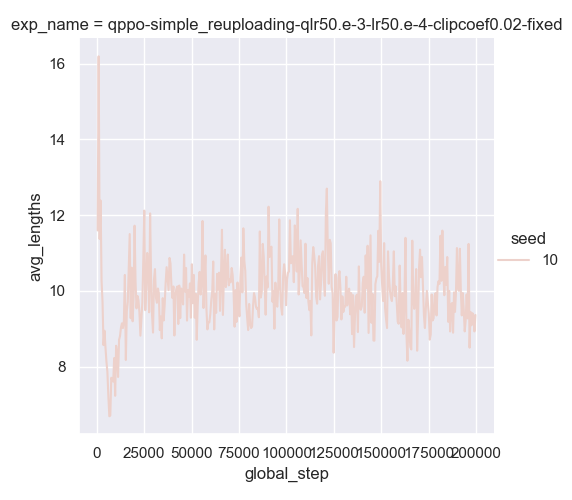 exp_name = qppo-simple_reuploading-qlr50.e-3-lr50.e-4-clipcoef0.02-fixed
16
14
12
10
8
avg_lengths
seed
10
0 25000 50000 75000 100000 125000 150000 175000 200000
global_step